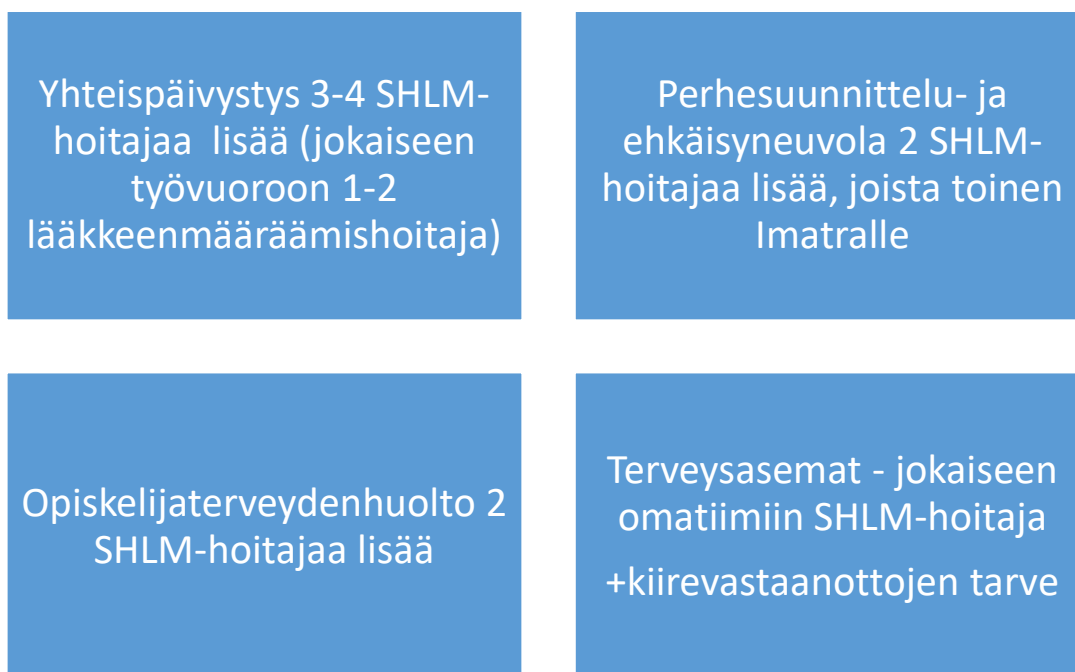 Yhteispäivystys 3-4 SHLM-
hoitajaa lisää (jokaiseen
työvuoroon 1-2
lääkkeenmääräämishoitaja)
Perhesuunnittelu- ja
ehkäisyneuvola 2 SHLM-
hoitajaa lisää, joista toinen
Imatralle
Opiskelijaterveydenhuolto 2
SHLM-hoitajaa lisää
Terveysasemat - jokaiseen
omatiimiin SHLM-hoitaja
+kiirevastaanottojen tarve